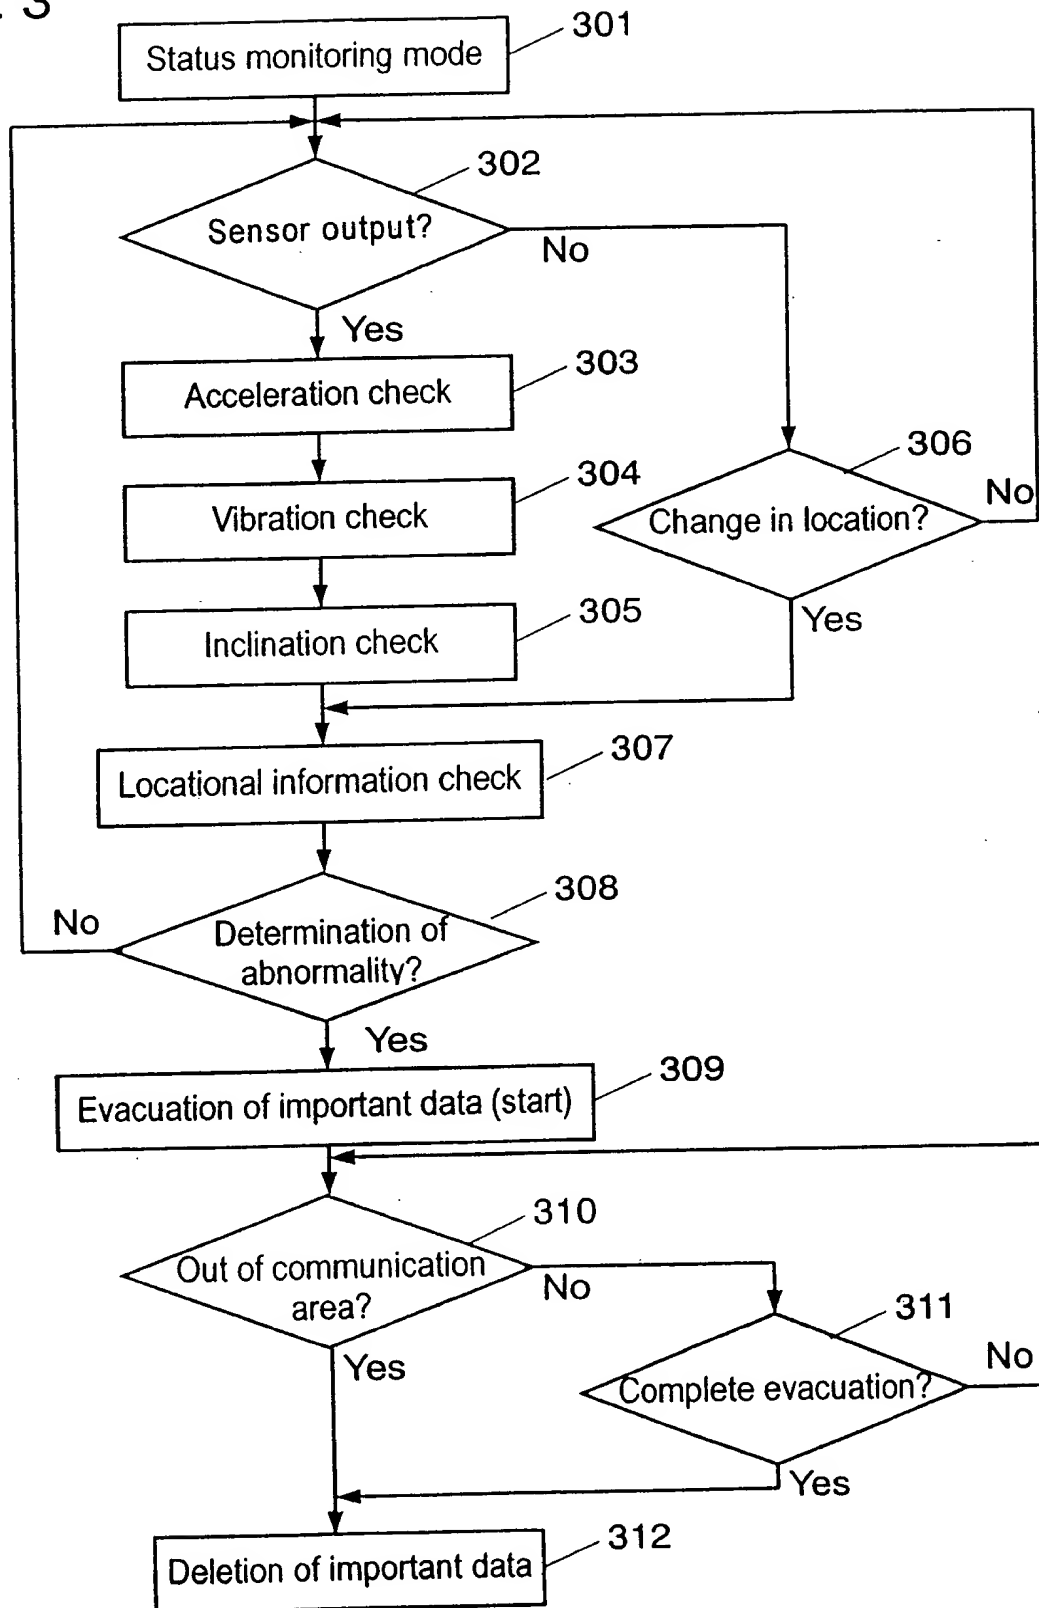 3
Status monitoring mode
301
302
Sensor output?
No
Yes
303
Acceleration check
304
Vibration check
306
Change in location?
No
305
Inclination check
Yes
307
Locational information check
308
No
Determination of
abnormality?
Yes
309
Evacuation of important data (start)
310
Out of communication
area?
No
311
Yes
Complete evacuation?
No
Yes
312
Deletion of important data